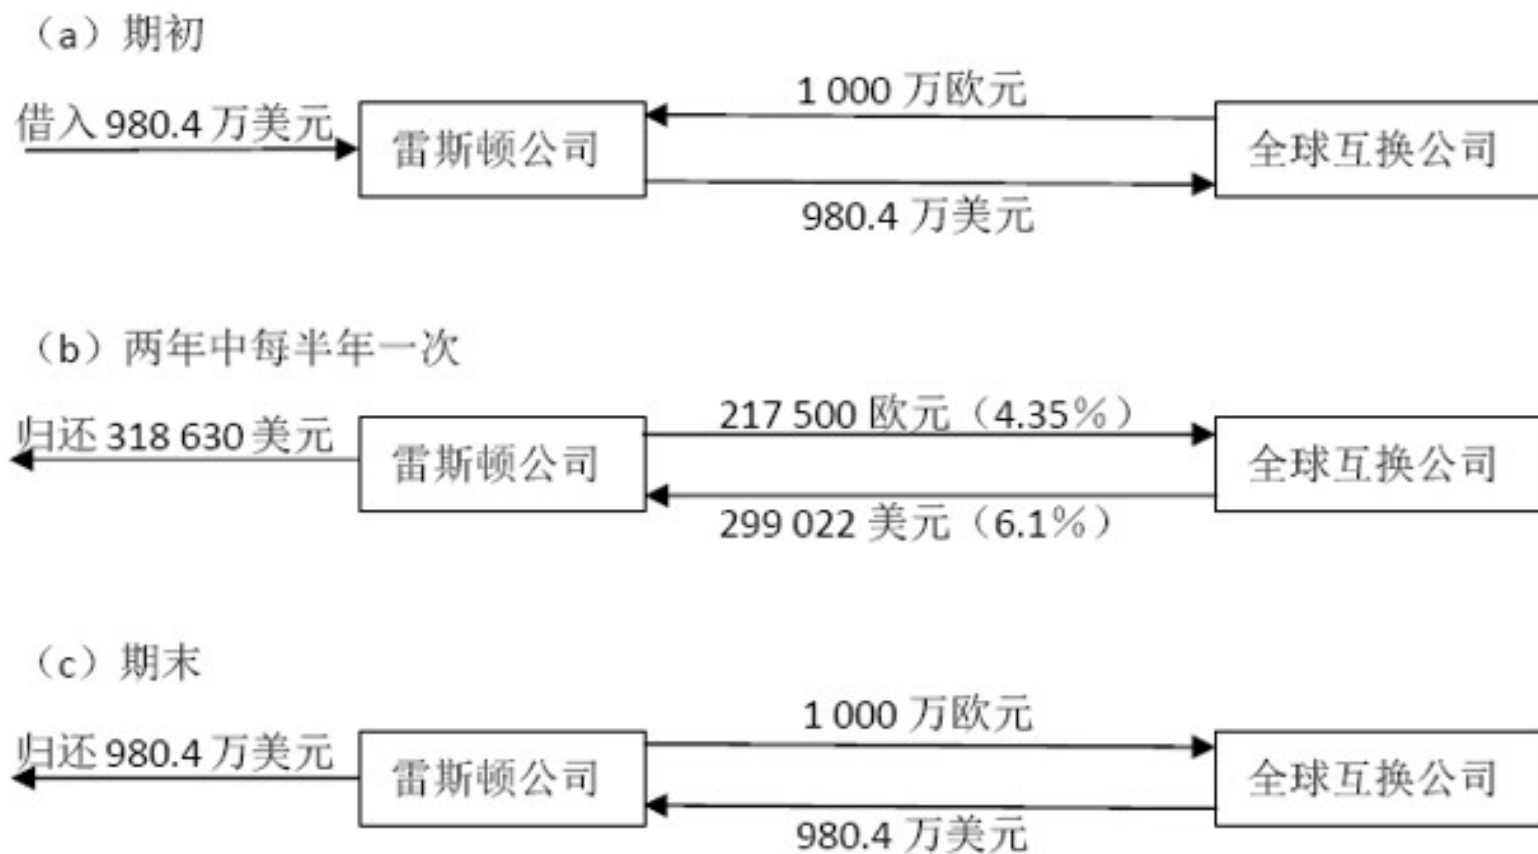 （a）期初
1 000 万欧元
借入 980.4 万美元
雷斯顿公司
全球互换公司
980.4 万美元
（b）两年中每半年一次
217 500 欧元（4.35%）
归还 318 630 美元
雷斯顿公司
全球互换公司
299 022 美元（6.1%）
（c）期末
1 000 万欧元
归还 980.4 万美元
雷斯顿公司
全球互换公司
980.4 万美元